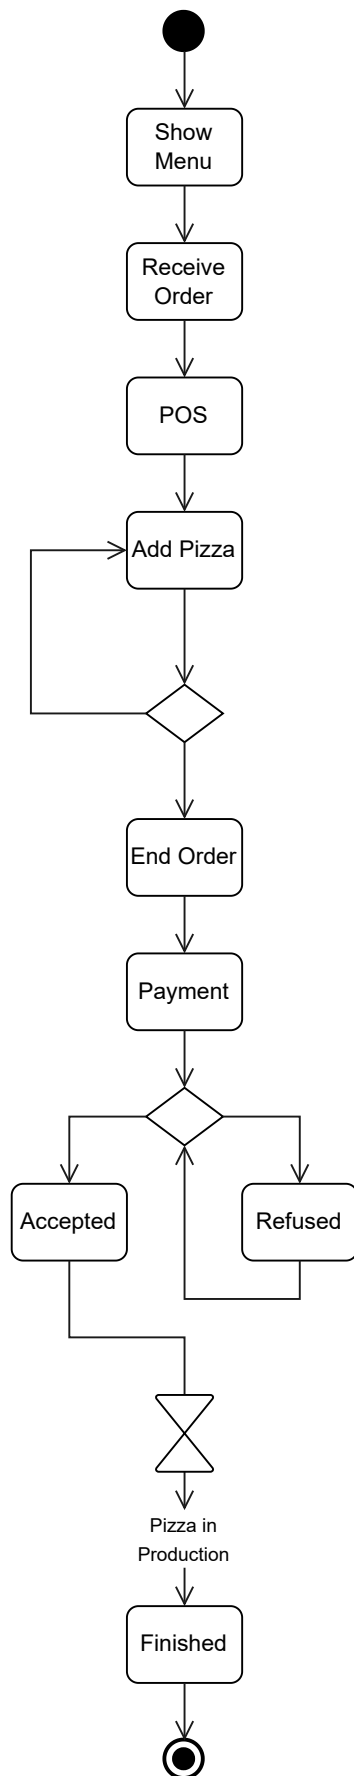 Show
Menu
Receive
Order
POS
Add Pizza
End Order
Payment
Accepted
Refused
Pizza in
Production
Finished